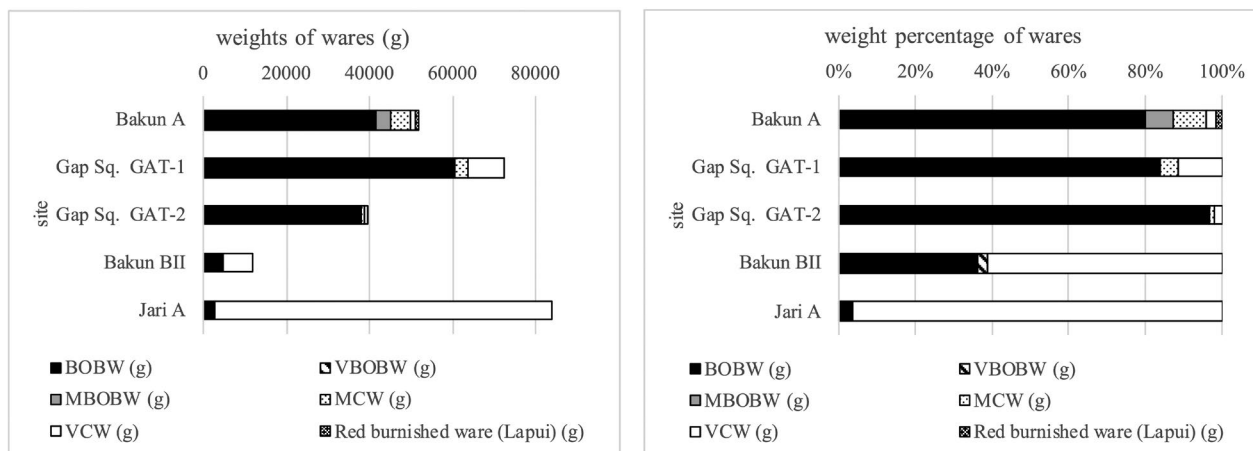 weights of wares (g)
0 20000 40000 60000 80000
site
Bakun A
Gap Sq. GAT-1
Gap Sq. GAT-2
Bakun BII
Jari A
BOBW (g) VBOBW (g)
MBOBW (g) MCW (g)
VCW (g) Red burnished ware (Lapui) (g)
weight percentage of wares
0% 20% 40% 60% 80% 100%
site
Bakun A
Gap Sq. GAT-1
Gap Sq. GAT-2
Bakun BII
Jari A
BOBW (g) VBOBW (g)
MBOBW (g) MCW (g)
VCW (g) Red burnished ware (Lapui) (g)